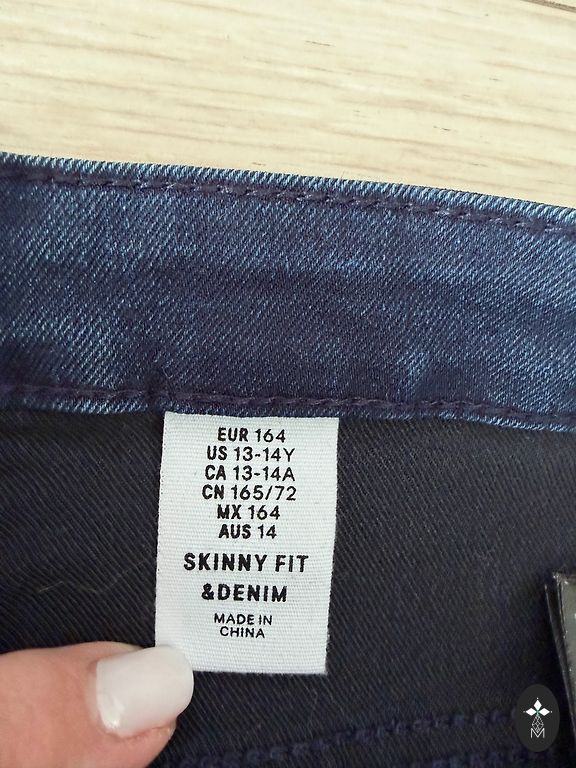 EUR 164
US 13-14Y
CA 13-14A
CN 165/72
MX 164
AUS 14
SKINNY FIT
&DENIM
MADE IN
CHINA
M